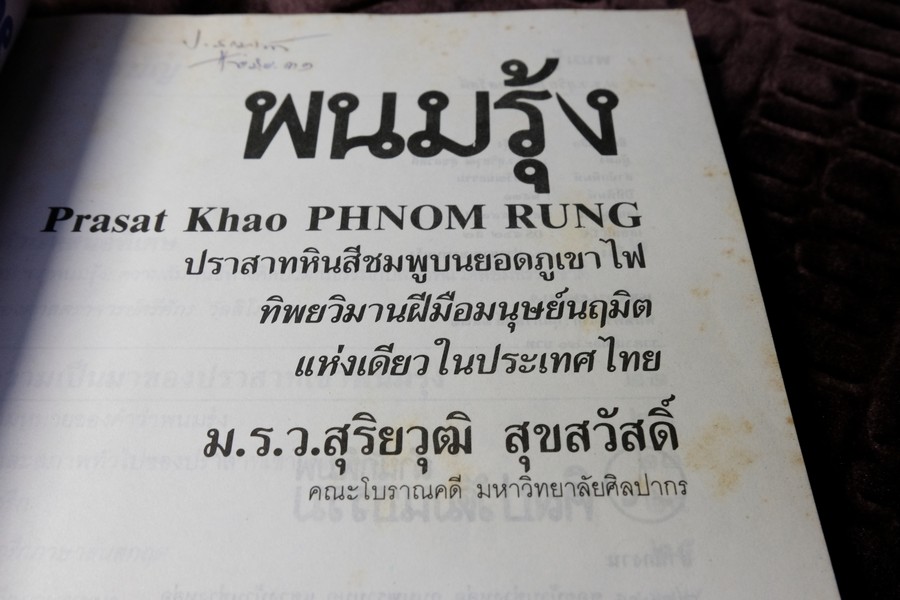 พนมรุ้ง
Prasat Khao PHNOM RUNG
ปราสาทหินสีชมพูบนยอดภูเขาไฟ
ทิพยวิมานฝีมือมนุษย์นฤมิต
แห่งเดียวในประเทศไทย
ม.ร.ว.สุริยวุฒิ สุขสวัสดิ์
คณะโบราณคดี มหาวิทยาลัยศิลปากร